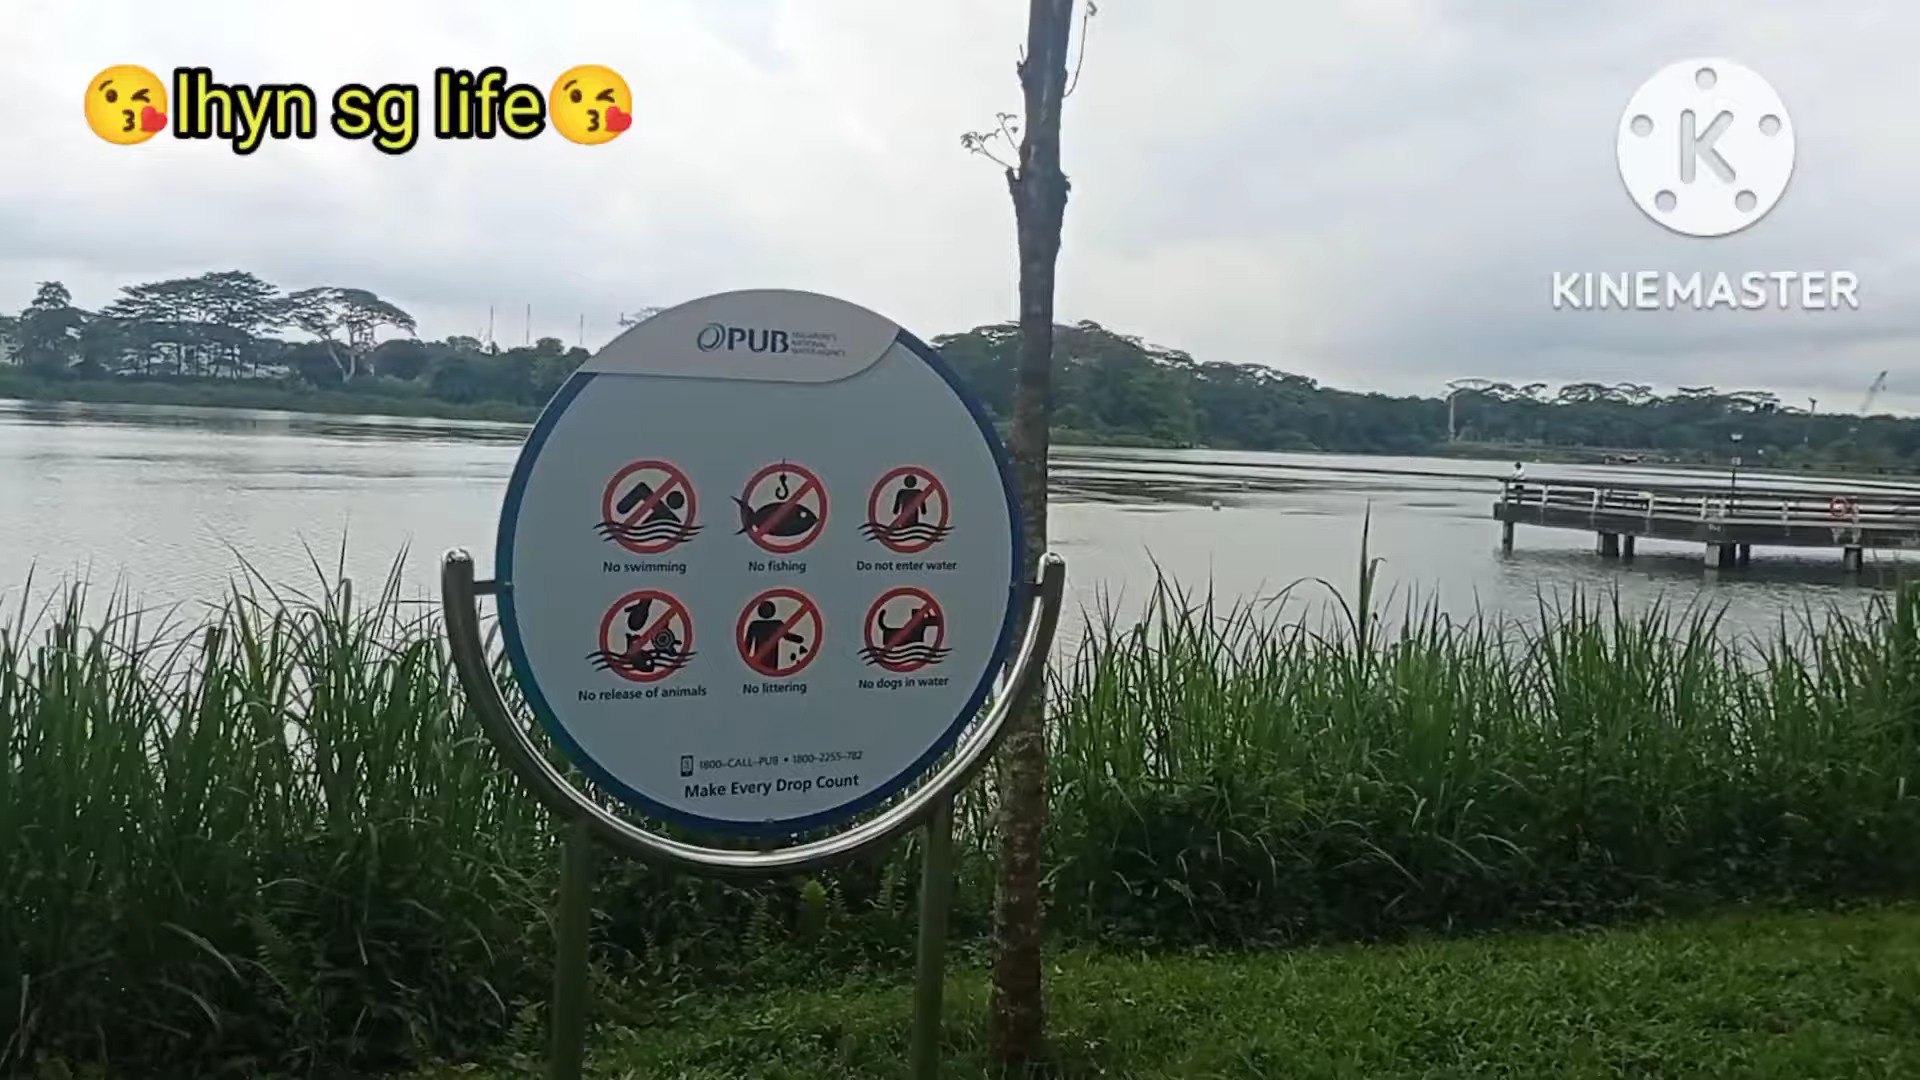 😘lhyn sg life😘
KINEMASTER
PUB
No swimming
No fishing
Do not enter water
No release of animals
No littering
No dogs in water
1800-CALL-PUB • 1800-2255-782
Make Every Drop Count